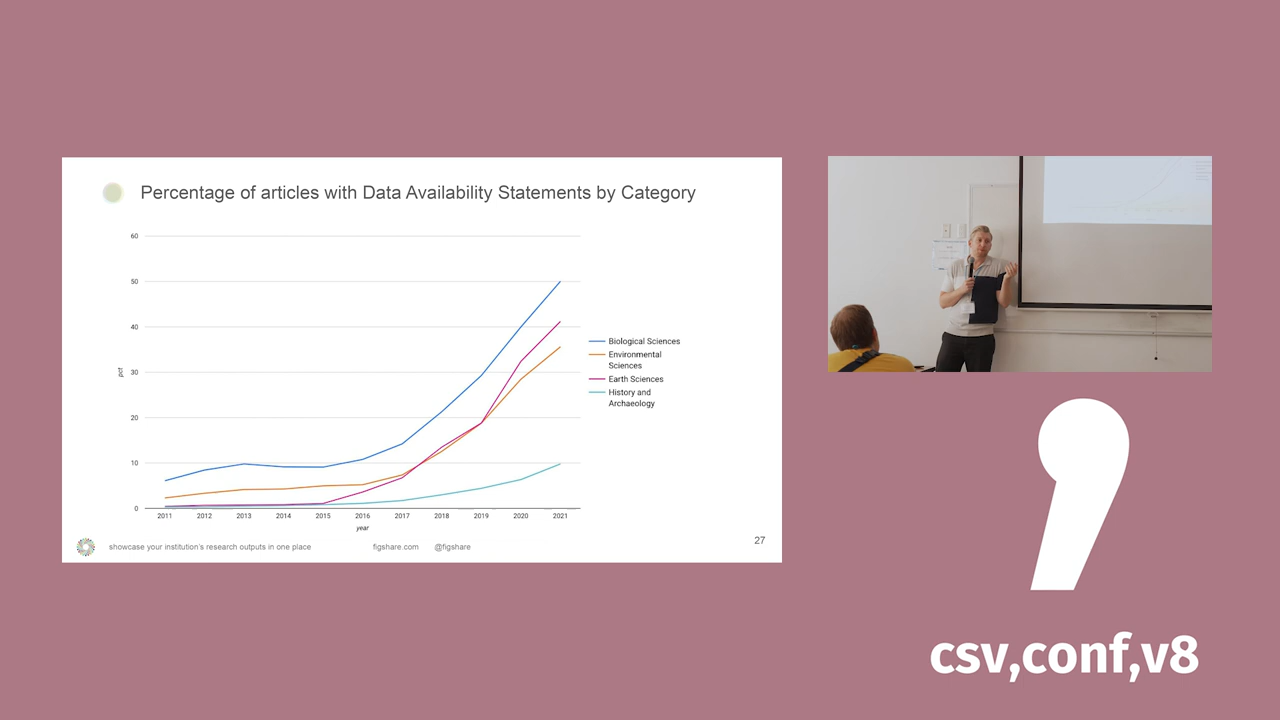 Percentage of articles with Data Availability Statements by Category
60
50
40
30
20
10
0
pct
2011 2012 2013 2014 2015 2016 2017 2018 2019 2020 2021
year
Biological Sciences
Environmental
Sciences
Earth Sciences
History and
Archaeology
showcase your institution's research outputs in one place figshare.com @figshare
27
csv,conf,v8